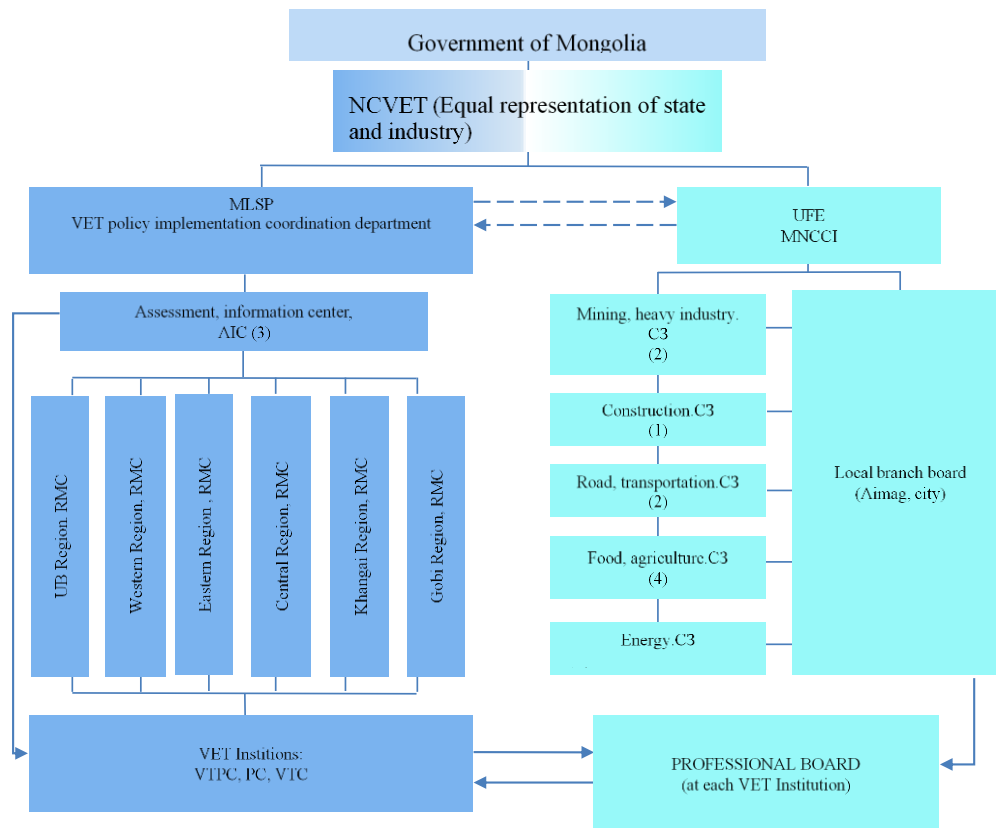 Government of Mongolia
NCVET (Equal representation of state
and industry)
MLSP
VET policy implementation coordination department
UFE
MNCCI
Assessment, information center,
AIC (3)
Mining, heavy industry.
C3
(2)
Construction.C3
(1)
Road, transportation.C3
(2)
Food, agriculture.C3
(4)
Energy.C3
Local branch board
(Aimag, city)
UB Region. RMC
Western Region, RMC
Eastern Region , RMC
Central Region, RMC
Khangai Region, RMC
Gobi Region, RMC
VET Institions:
VTPC, PC, VTC
PROFESSIONAL BOARD
(at each VET Institution)